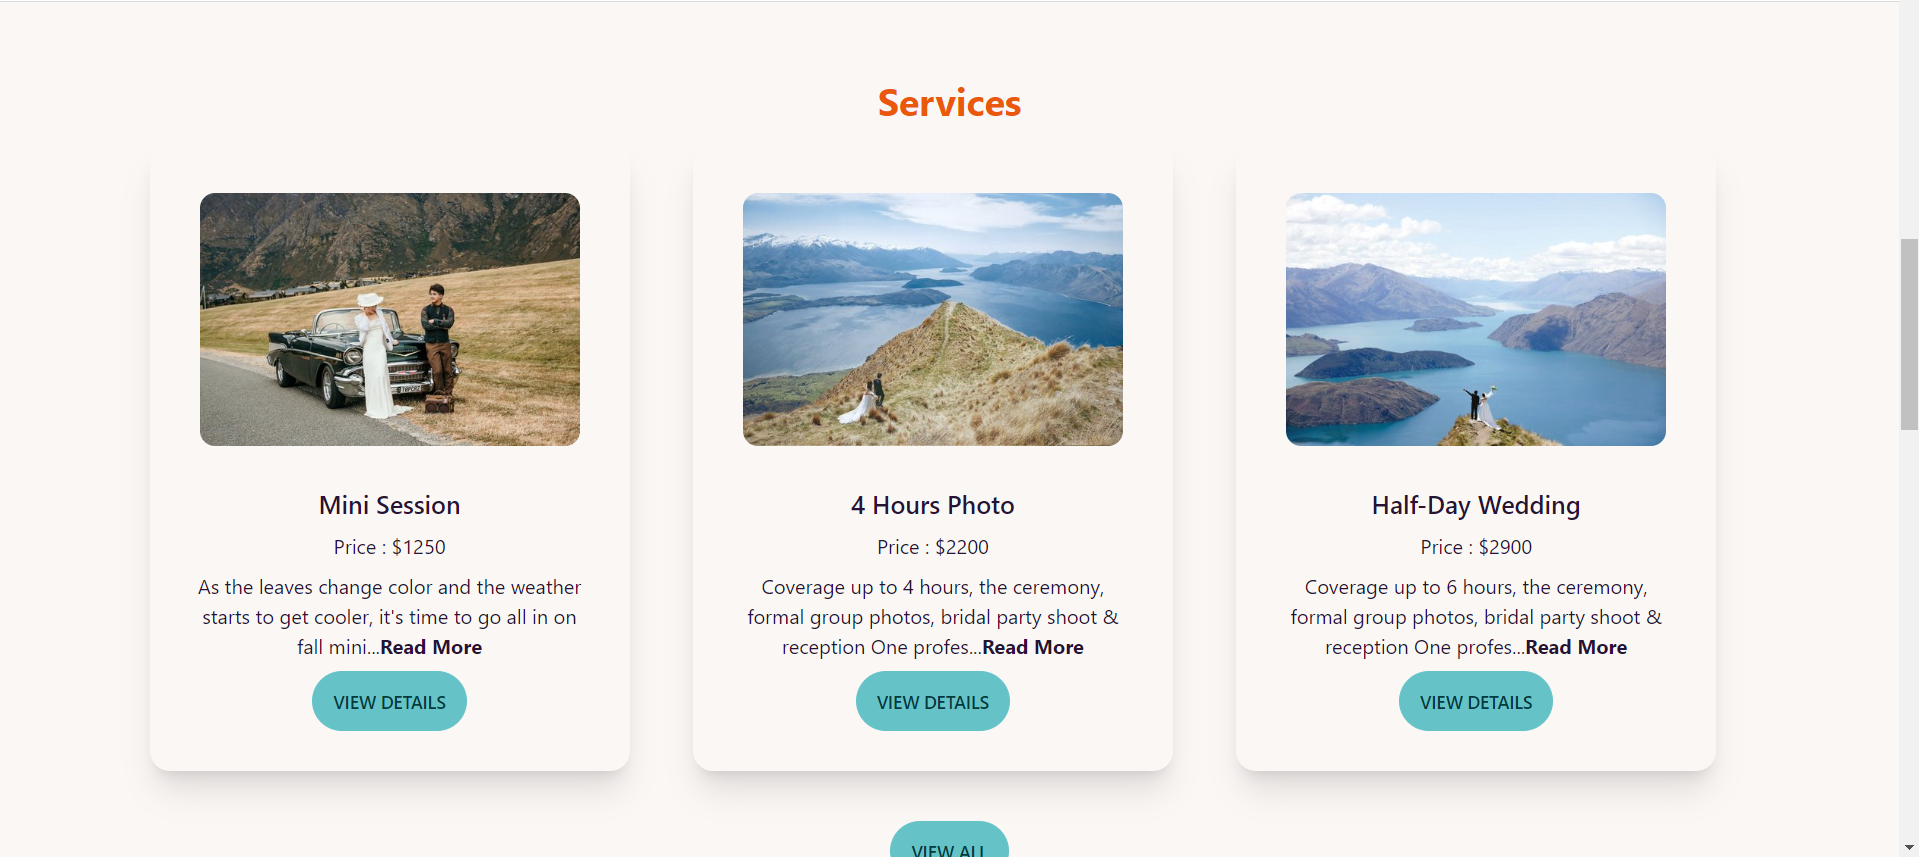 Services
Mini Session
Price : $1250
As the leaves change color and the weather
starts to get cooler, it's time to go all in on
fall mini...Read More
VIEW DETAILS
4 Hours Photo
Price : $2200
Coverage up to 4 hours, the ceremony,
formal group photos, bridal party shoot &
reception One profes...Read More
VIEW DETAILS
Half-Day Wedding
Price : $2900
Coverage up to 6 hours, the ceremony,
formal group photos, bridal party shoot &
reception One profes...Read More
VIEW DETAILS
VIEW ALL